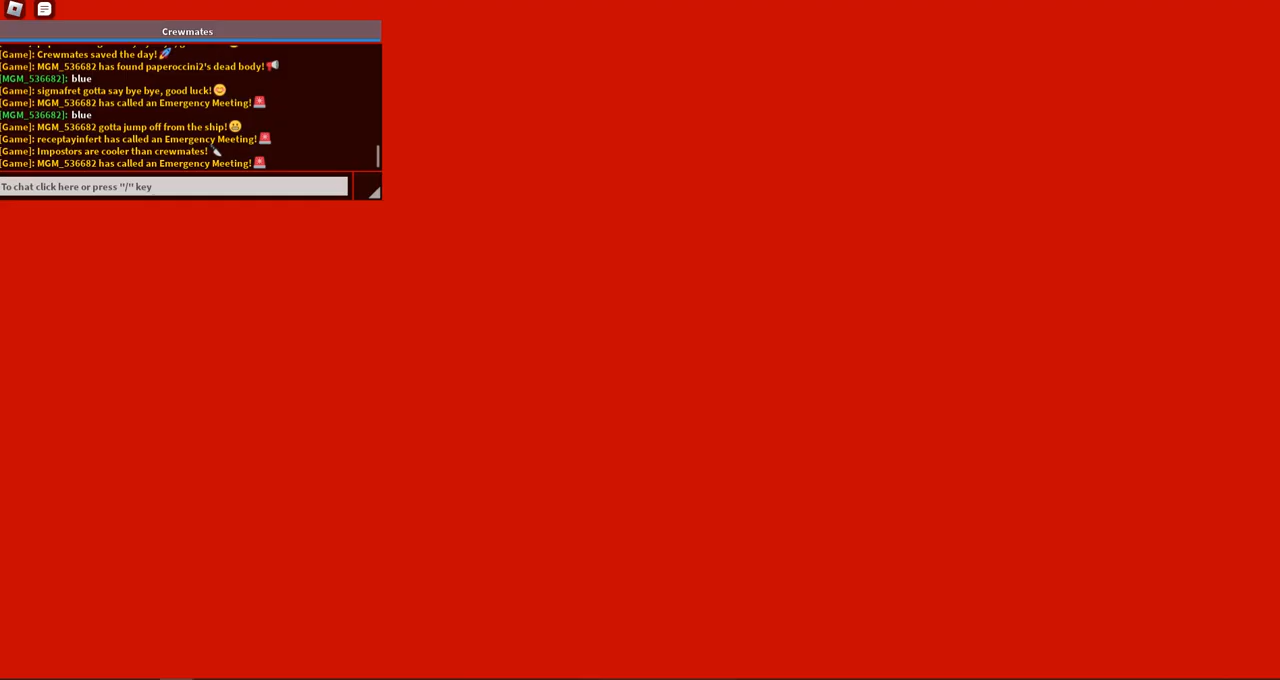 Crewmates
[Game]: Crewmates saved the day!🚀
[Game]: MGM_536682 has found paperoccini2's dead body!📢
[MGM_536682]: blue
[Game]: sigmafret gotta say bye bye, good luck!😊
[Game]: MGM_536682 has called an Emergency Meeting!🚨
[MGM_536682]: blue
[Game]: MGM_536682 gotta jump off from the ship!😬
[Game]: receptayinfert has called an Emergency Meeting!🚨
[Game]: Impostors are cooler than crewmates!🔪
[Game]: MGM_536682 has called an Emergency Meeting!🚨
To chat click here or press "/" key